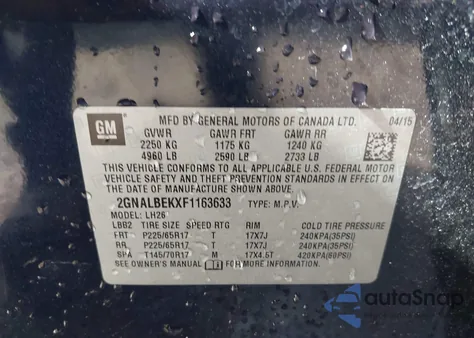 GM
MFD BY GENERAL MOTORS OF CANADA LTD. 04/15
GVWR GAWR FRT GAWR RR
2250 KG 1175 KG 1240 KG
4960 LB 2590 LB 2733 LB
THIS VEHICLE CONFORMS TO ALL APPLICABLE U.S. FEDERAL MOTOR
VEHICLE SAFETY AND THEFT PREVENTION STANDARDS IN EFFECT ON
THE DATE OF MANUFACTURE SHOWN ABOVE.
2GNALBEKXF1163633 TYPE: M.P.V.
MODEL: LH26
LBB2 TIRE SIZE SPEED RTG RIM COLD TIRE PRESSURE
FRT P225/65R17 T 17X7J 240KPA(35PSI)
RR P225/65R17 T 17X7J 240KPA(35PSI)
SPA T145/70R17 M 17X4.5T 420KPA(60PSI)
SEE OWNER'S MANUAL FOR ADDITIONAL INFORMATION.
autoSnap